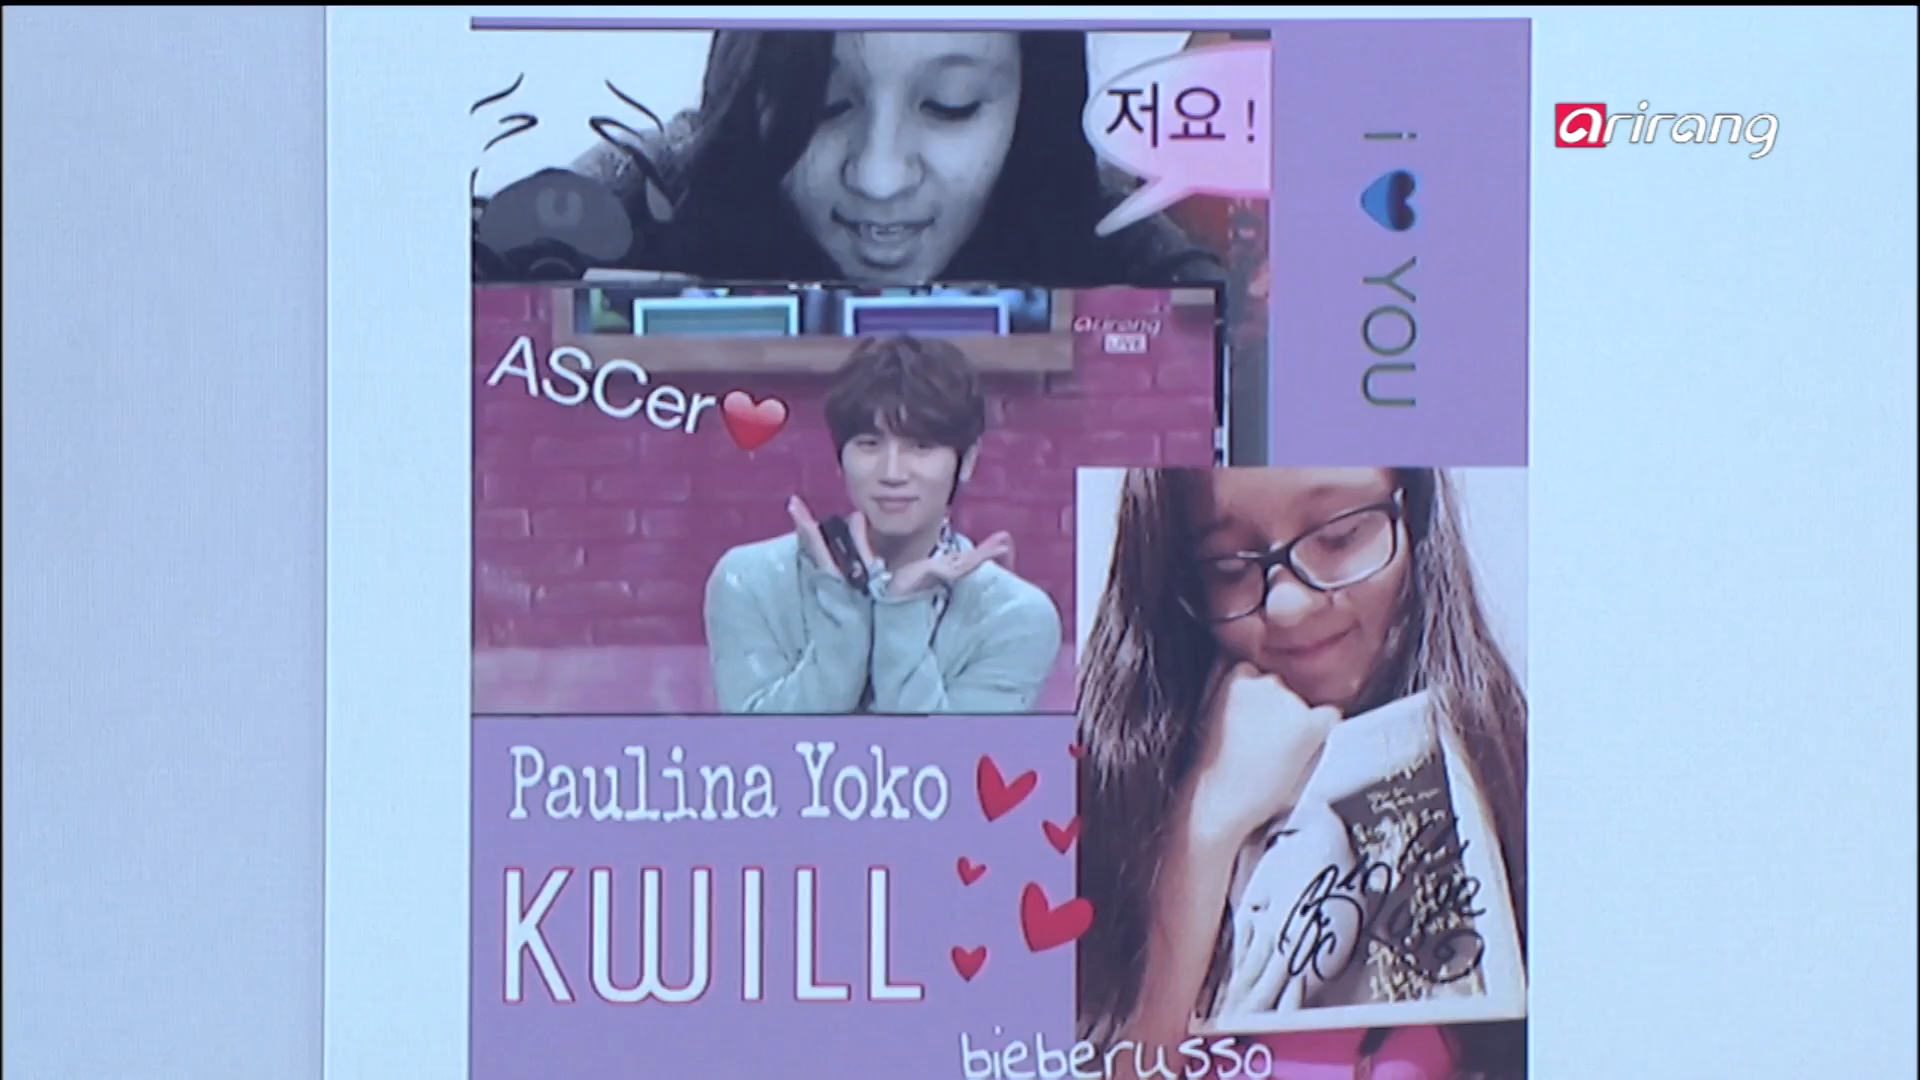 저요!
i YOU
arirang
arirang
LIVE
ASCer
Paulina Yoko
KWILL
bieberusso